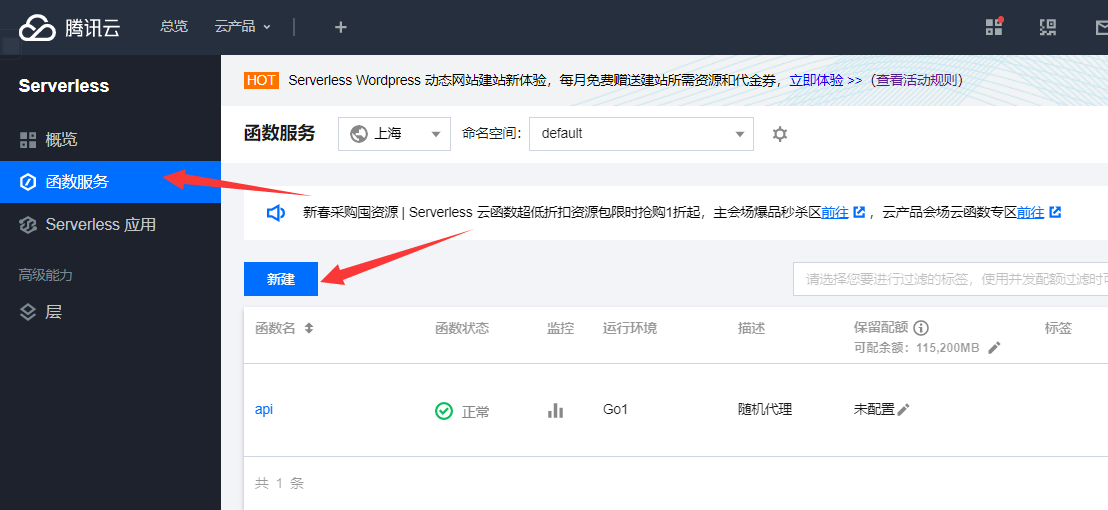 腾讯云 总览 云产品
Serverless
概览
函数服务
Serverless 应用
高级能力
层
HOT Serverless Wordpress 动态网站建站新体验，每月免费赠送建站所需资源和代金券，立即体验 >>（查看活动规则）
函数服务 上海 命名空间： default
新春采购囤资源 | Serverless 云函数超低折扣资源包限时抢购1折起，主会场爆品秒杀区前往 ，云产品会场云函数专区前往
新建 请选择您要进行过滤的标签，使用并发配额过滤时
函数名 函数状态 监控 运行环境 描述 保留配额 标签
可配余额：115,200MB
api 正常 Go1 随机代理 未配置
共 1 条